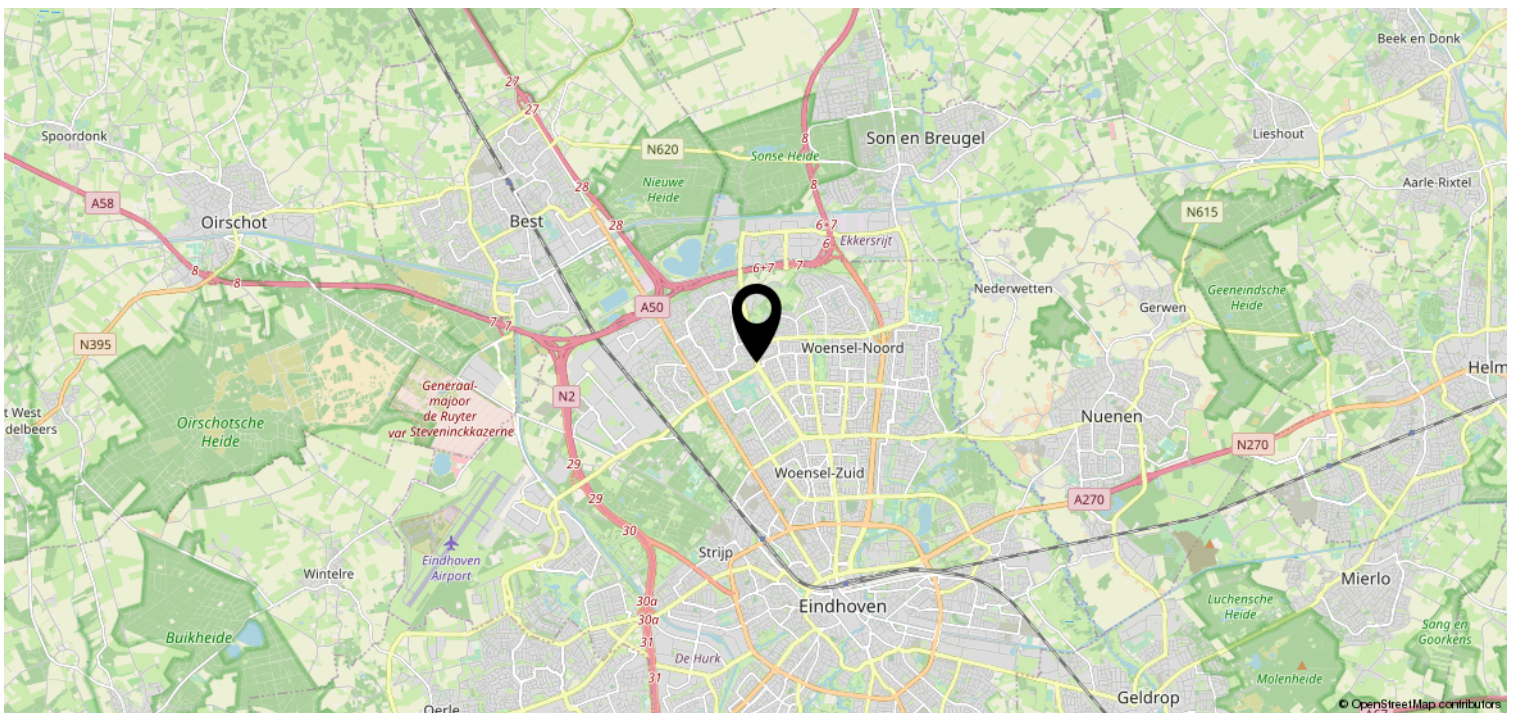 Beek en Donk
27
27
Spoordonk
8
Son en Breugel
Lieshout
N620
Sonse Heide
Nieuwe
Heide
28
8
Aarle-Rixtel
A58
N615
Oirschot
Best
28
6+7
6
Ekkersrijt
8
8
6+7
7
Nederwetten
Geeneindsche
Heide
A50
Gerwen
7
7
N395
Woensel-Noord
Helm
Generaal-
majoor
de Ruyter
var Steveninckkazerne
N2
t West
delbeers
Oirschotsche
Heide
Nuenen
N270
29
Woensel-Zuid
29
A270
30
Strijp
Eindhoven
Airport
Wintelre
Mierlo
30a
Eindhoven
Luchensche
Heide
30a
Buikheide
31
Sang en
Goorkens
De Hurk
31
Molenheide
Geldrop
Oerle
A67
© OpenStreetMap contributors